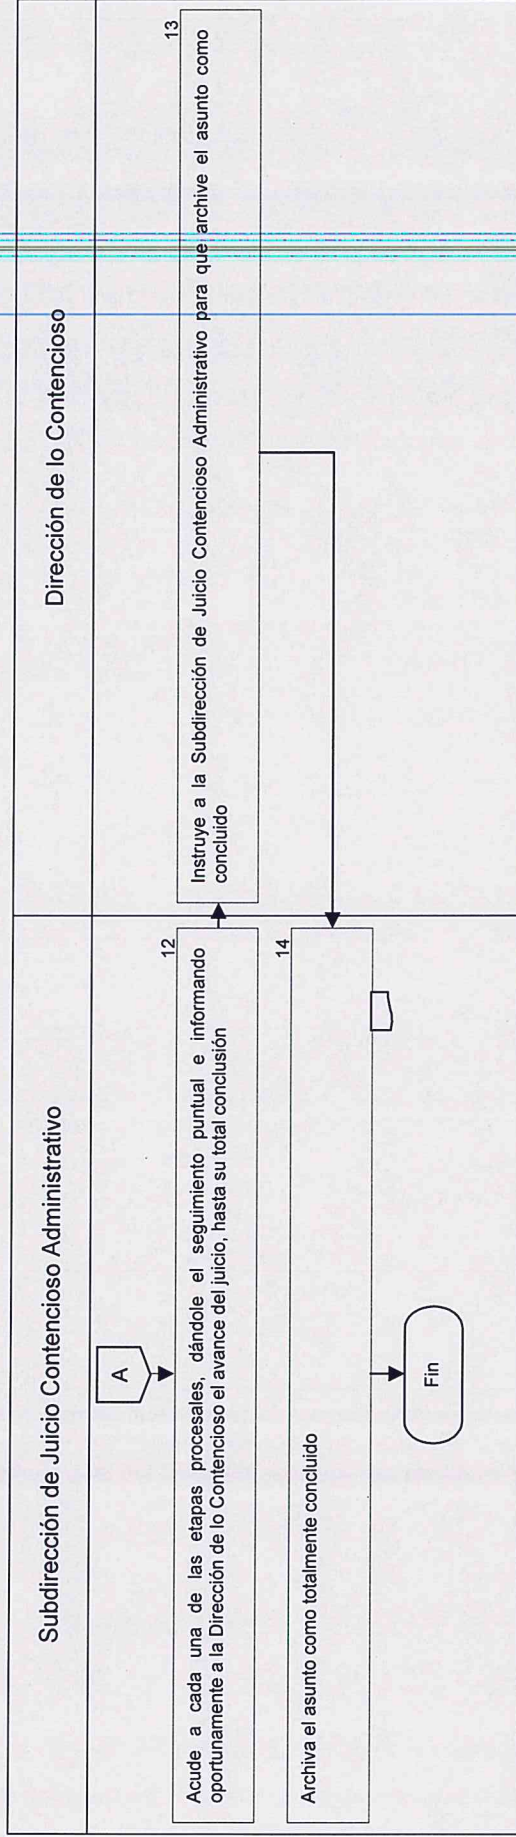 Subdirección de Juicio Contencioso Administrativo
Dirección de lo Contencioso
A
12
Acude a cada una de las etapas procesales, dándole el seguimiento puntual e informando
oportunamente a la Dirección de lo Contencioso el avance del juicio, hasta su total conclusión
13
Instruye a la Subdirección de Juicio Contencioso Administrativo para que archive el asunto como
concluido
14
Archiva el asunto como totalmente concluido
Fin